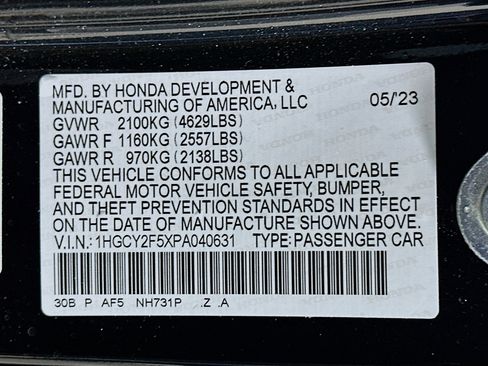 MFD. BY HONDA DEVELOPMENT &
MANUFACTURING OF AMERICA, LLC 05/23
GVWR 2100KG (4629LBS)
GAWR F 1160KG (2557LBS)
GAWR R 970KG (2138LBS)
THIS VEHICLE CONFORMS TO ALL APPLICABLE
FEDERAL MOTOR VEHICLE SAFETY, BUMPER,
AND THEFT PREVENTION STANDARDS IN EFFECT
ON THE DATE OF MANUFACTURE SHOWN ABOVE.
V.I.N.: 1HGCY2F5XPA040631 TYPE: PASSENGER CAR
30B P AF5 NH731P .Z .A